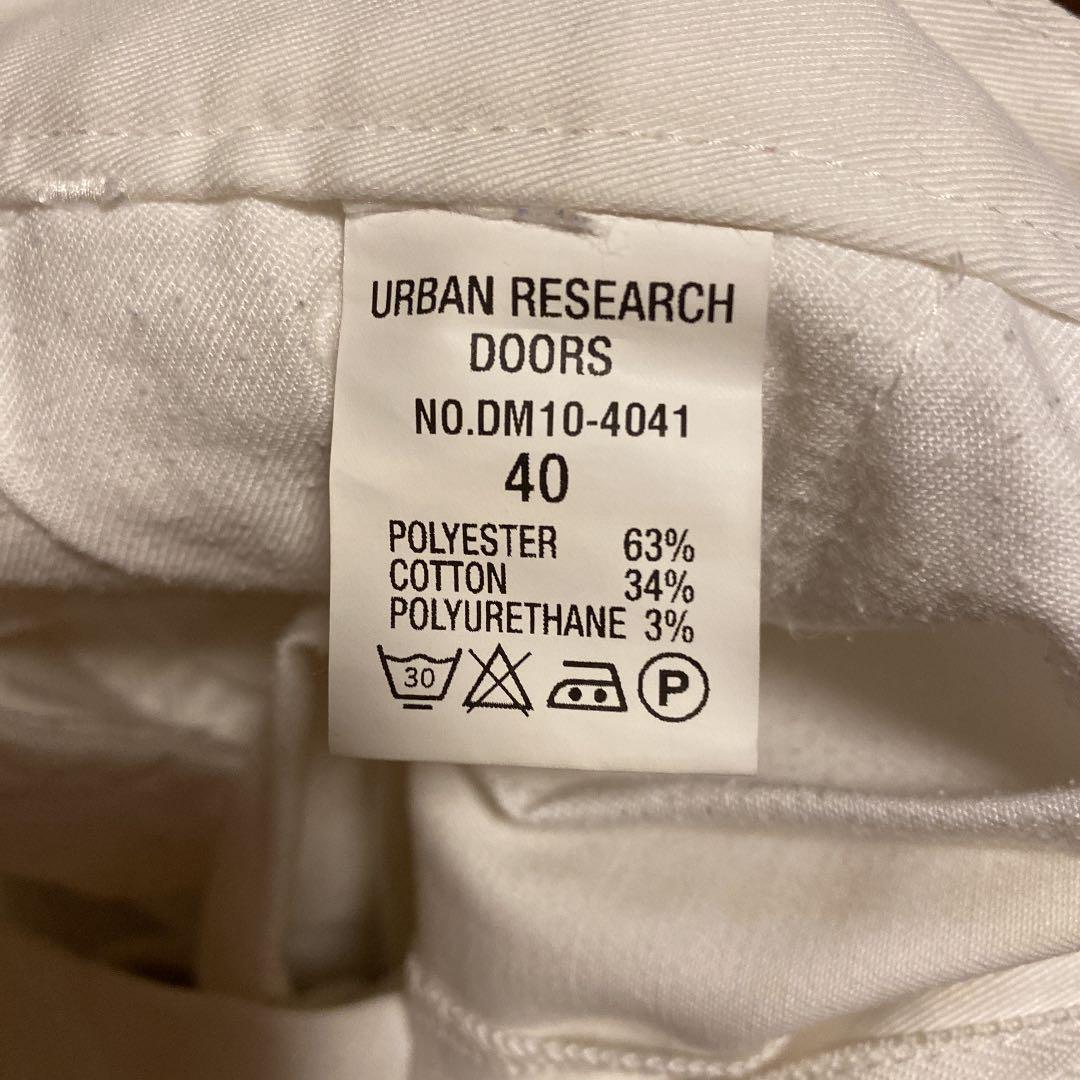 URBAN RESEARCH
DOORS
NO.DM10-4041
40
POLYESTER 63%
COTTON 34%
POLYURETHANE 3%
30 P